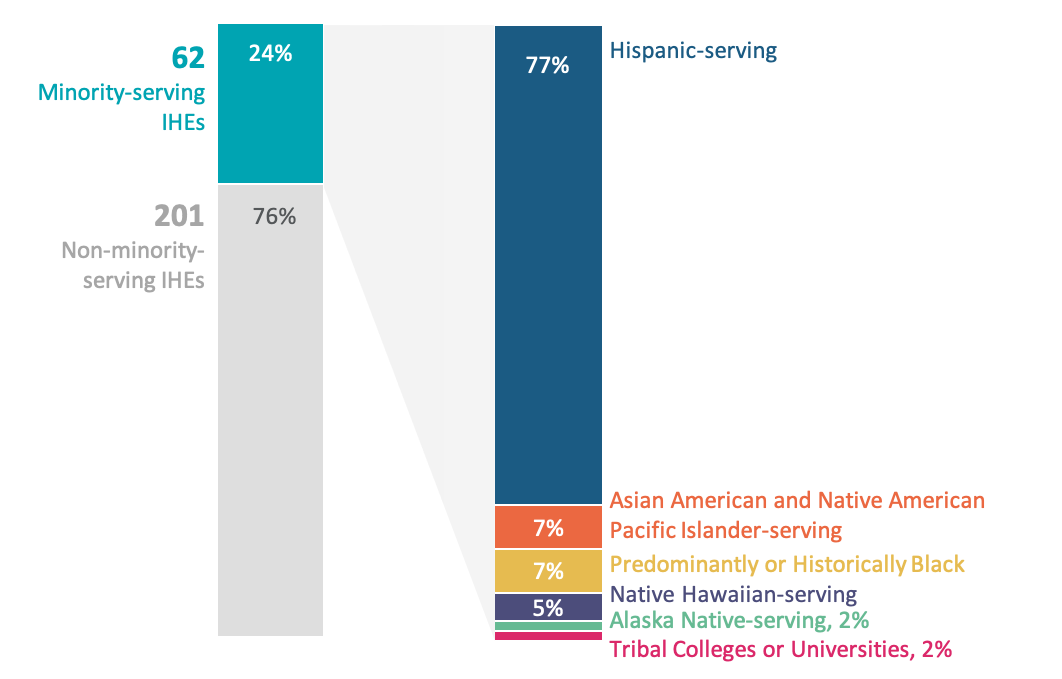 62
Minority-serving
IHEs
24%
201
Non-minority-
serving IHEs
76%
77%
Hispanic-serving
7%
Asian American and Native American
Pacific Islander-serving
7%
Predominantly or Historically Black
5%
Native Hawaiian-serving
Alaska Native-serving, 2%
Tribal Colleges or Universities, 2%